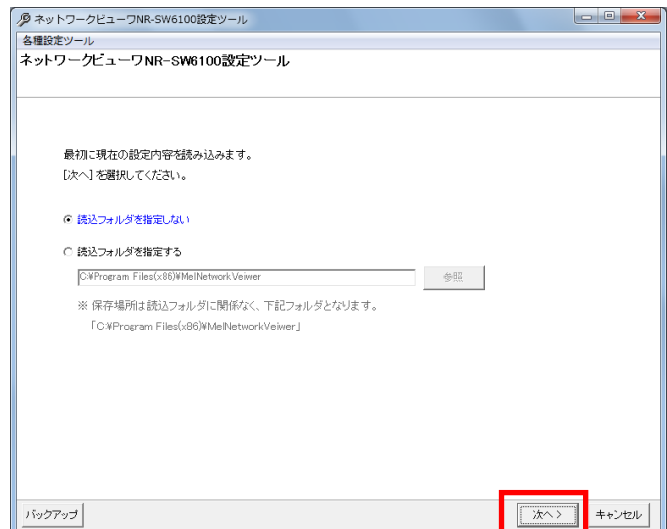 ネットワークビューワNR-SW6100設定ツール
各種設定ツール
ネットワークビューワNR-SW6100設定ツール
最初に現在の設定内容を読み込みます。
[次へ]を選択してください。
読込フォルダを指定しない
読込フォルダを指定する
C:¥Program Files(x86)¥MelNetworkVeiwer
参照
※ 保存場所は読込フォルダに関係なく、下記フォルダとなります。
「C:¥Program Files(x86)¥MelNetworkVeiwer」
バックアップ
次へ >
キャンセル